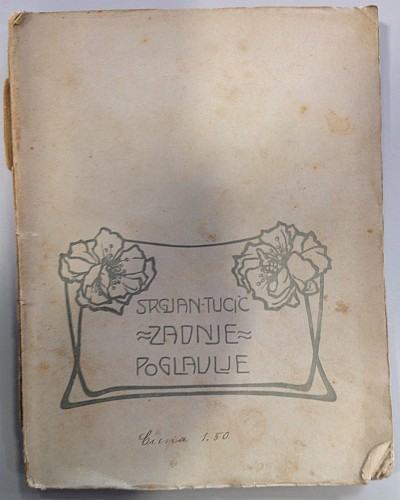 SRGJAN·TUCIĆ
≈ZADNJE≈
POGLAVLJE
Cijena 1.50